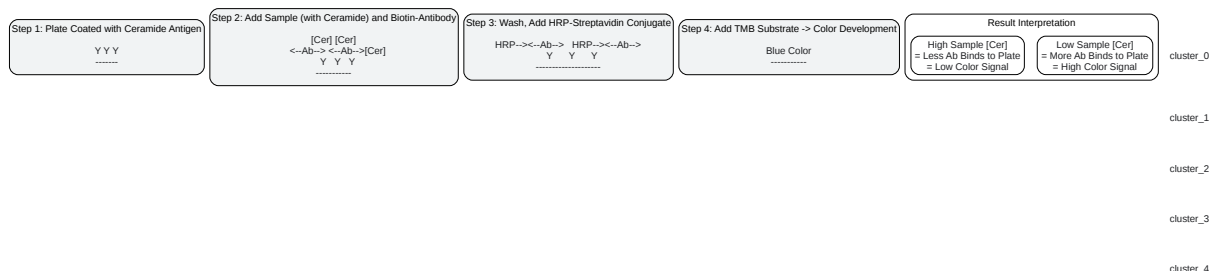 Step 1: Plate Coated with Ceramide Antigen
Y Y Y
-------
Step 2: Add Sample (with Ceramide) and Biotin-Antibody
[Cer] [Cer]
<--Ab--> <--Ab-->[Cer]
Y Y Y
-----------
Step 3: Wash, Add HRP-Streptavidin Conjugate
HRP--><--Ab--> HRP--><--Ab-->
Y Y Y
--------------------
Step 4: Add TMB Substrate -> Color Development
Blue Color
-----------
Result Interpretation
High Sample [Cer]
= Less Ab Binds to Plate
= Low Color Signal
Low Sample [Cer]
= More Ab Binds to Plate
= High Color Signal
cluster_0
cluster_1
cluster_2
cluster_3
cluster_4